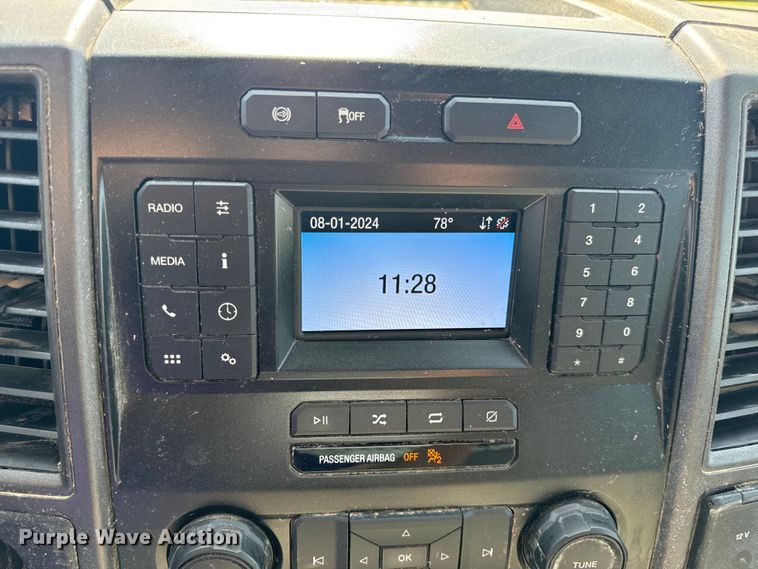 OFF
RADIO
MEDIA
i
08-01-2024 78°
11:28
1 2
3 4
5 6
7 8
9 0
* #
PASSENGER AIRBAG OFF 2
OK
TUNE
12V
Purple Wave Auction®